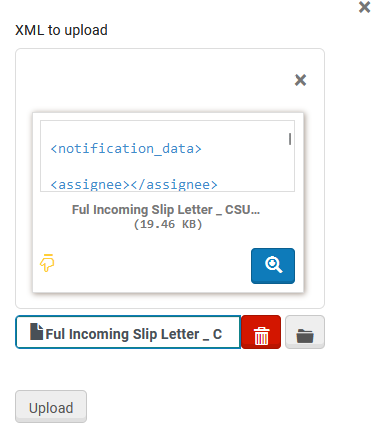 XML to upload
<notification_data>
<assignee></assignee>
Ful Incoming Slip Letter _ CSU...
(19.46 KB)
Ful Incoming Slip Letter _ C
Upload